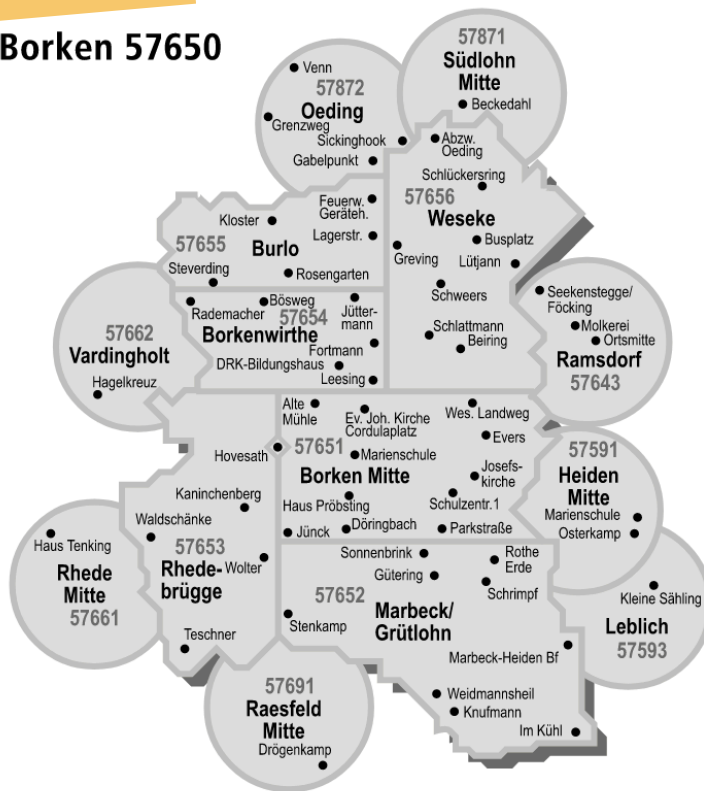 Borken 57650
57871
Südlohn
Mitte
Beckedahl
Venn
57872
Oeding
Grenzweg
Sickinghook
Gabelpunkt
Abzw.
Oeding
Schlückersring
57656
Weseke
Busplatz
Greving
Lütjann
Schweers
Schlattmann
Beiring
Feuerw.
Geräteh.
Kloster
Lagerstr.
57655
Burlo
Steverding
Rosengarten
Rademacher
Bösweg
57654
Jütter-
mann
Borkenwirthe
Fortmann
DRK-Bildungshaus
Leesing
57662
Vardingholt
Hagelkreuz
Seekenstegge/
Föcking
Molkerei
Ortsmitte
Ramsdorf
57643
Alte
Mühle
Ev. Joh. Kirche
Cordulaplatz
Wes. Landweg
Evers
Hovesath
57651
Marienschule
Borken Mitte
Josefs-
kirche
Haus Pröbsting
Schulzentr.1
Jünck
Döringbach
Parkstraße
57591
Heiden
Mitte
Marienschule
Osterkamp
Kaninchenberg
Waldschänke
57653
Rhede-
brügge
Wolter
Teschner
Haus Tenking
Rhede
Mitte
57661
Sonnenbrink
Rothe
Erde
Gütering
Schrimpf
57652
Marbeck/
Grütlohn
Stenkamp
Marbeck-Heiden Bf
Weidmannsheil
Knufmann
Im Kühl
Kleine Sähling
Leblich
57593
57691
Raesfeld
Mitte
Drögenkamp